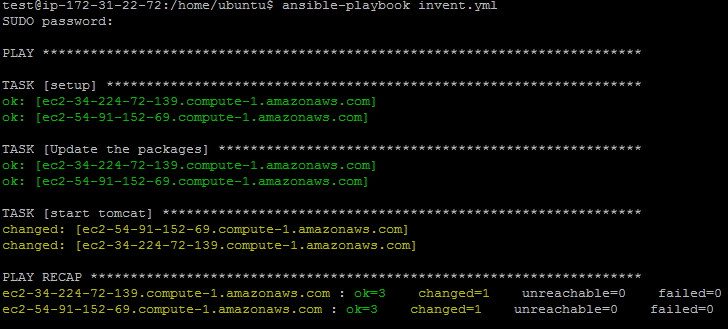 test@ip-172-31-22-72:/home/ubuntu$ ansible-playbook invent.yml
SUDO password:
PLAY ***************************************************************************
TASK [setup] *******************************************************************
ok: [ec2-34-224-72-139.compute-1.amazonaws.com]
ok: [ec2-54-91-152-69.compute-1.amazonaws.com]
TASK [Update the packages] *****************************************************
ok: [ec2-34-224-72-139.compute-1.amazonaws.com]
ok: [ec2-54-91-152-69.compute-1.amazonaws.com]
TASK [start tomcat] ************************************************************
changed: [ec2-54-91-152-69.compute-1.amazonaws.com]
changed: [ec2-34-224-72-139.compute-1.amazonaws.com]
PLAY RECAP *********************************************************************
ec2-34-224-72-139.compute-1.amazonaws.com : ok=3    changed=1    unreachable=0    failed=0
ec2-54-91-152-69.compute-1.amazonaws.com : ok=3    changed=1    unreachable=0    failed=0